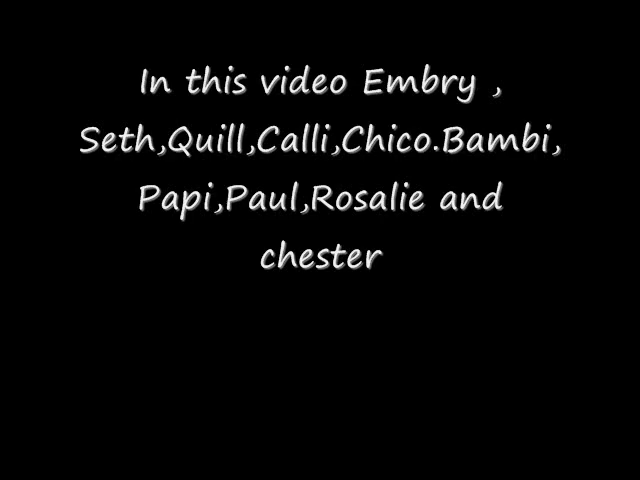 In this video Embry ,
Seth,Quill,Calli,Chico.Bambi,
Papi,Paul,Rosalie and
chester